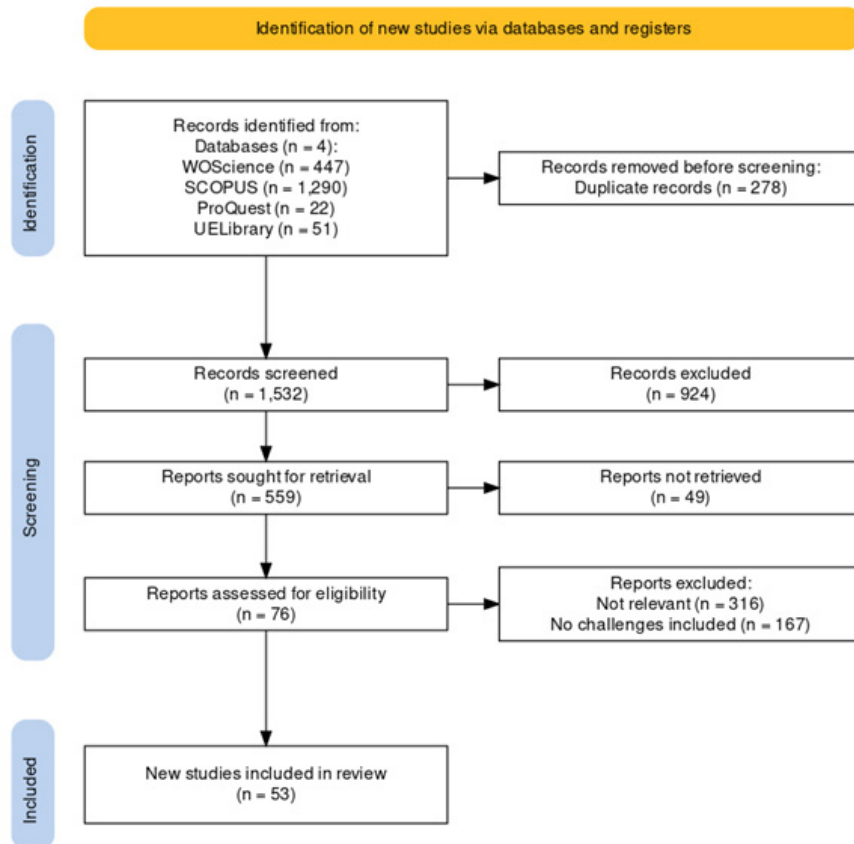 Identification of new studies via databases and registers
Identification
Records identified from:
Databases (n = 4):
WOScience (n = 447)
SCOPUS (n = 1,290)
ProQuest (n = 22)
UELibrary (n = 51)
Records removed before screening:
Duplicate records (n = 278)
Screening
Records screened
(n = 1,532)
Records excluded
(n = 924)
Reports sought for retrieval
(n = 559)
Reports not retrieved
(n = 49)
Reports assessed for eligibility
(n = 76)
Reports excluded:
Not relevant (n = 316)
No challenges included (n = 167)
Included
New studies included in review
(n = 53)